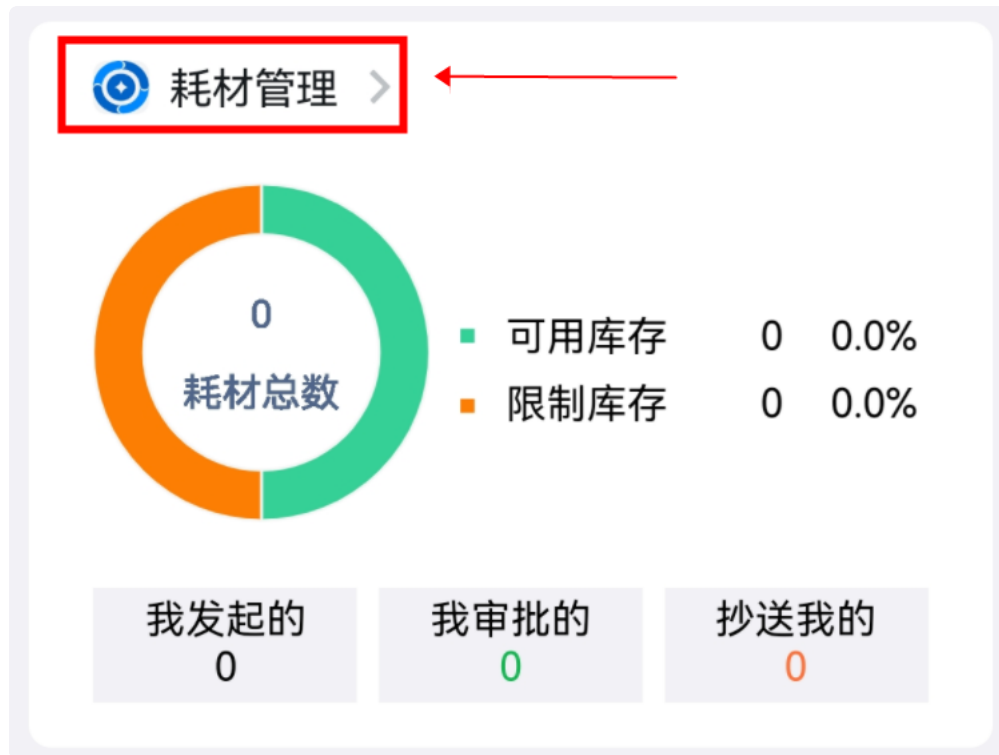 耗材管理
0
耗材总数
可用库存 0 0.0%
限制库存 0 0.0%
我发起的 我审批的 抄送我的
0 0 0